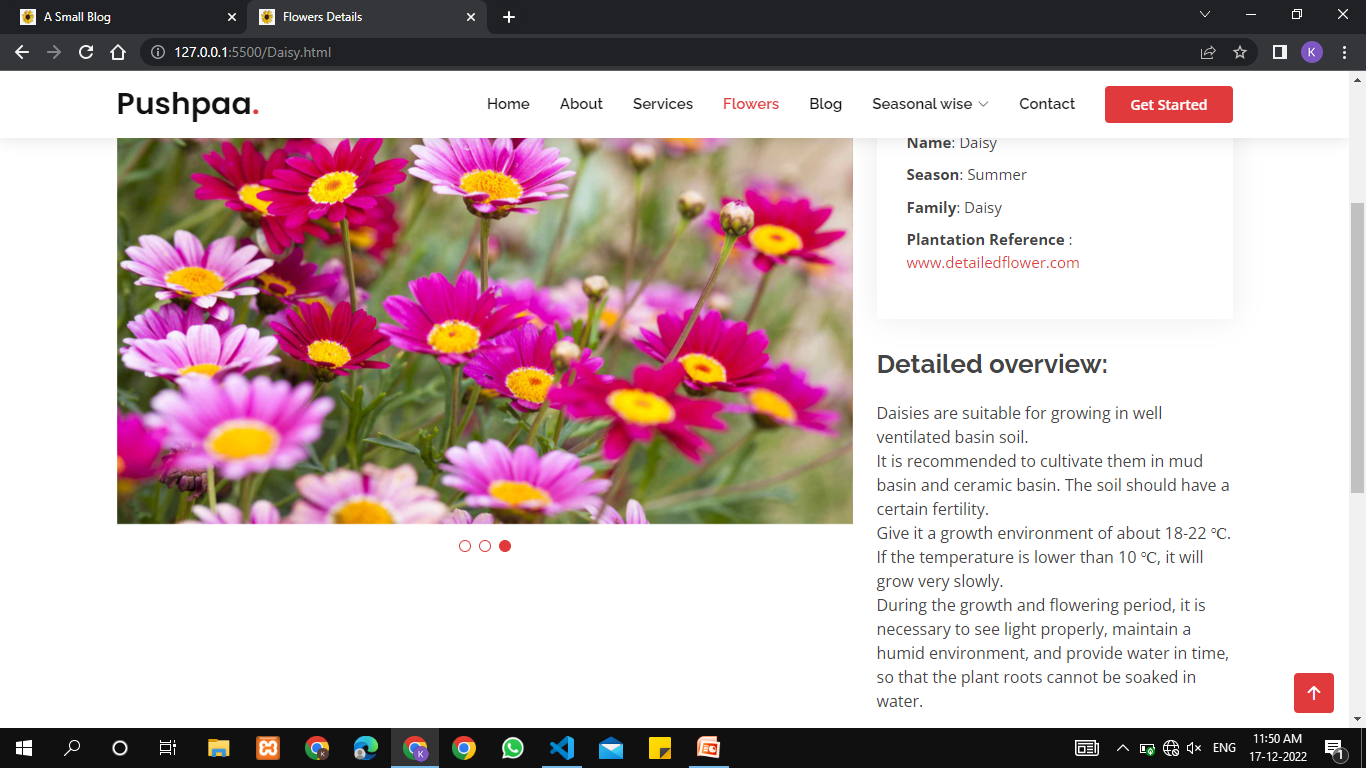 A Small Blog
Flowers Details
127.0.0.1:5500/Daisy.html
K
Pushpaa.
Home
About
Services
Flowers
Blog
Seasonal wise
Contact
Get Started
Name: Daisy
Season: Summer
Family: Daisy
Plantation Reference :
www.detailedflower.com
Detailed overview:
Daisies are suitable for growing in well
ventilated basin soil.
It is recommended to cultivate them in mud
basin and ceramic basin. The soil should have a
certain fertility.
Give it a growth environment of about 18-22 ℃.
If the temperature is lower than 10 ℃, it will
grow very slowly.
During the growth and flowering period, it is
necessary to see light properly, maintain a
humid environment, and provide water in time,
so that the plant roots cannot be soaked in
water.
K
K
ENG
11:50 AM
17-12-2022
1